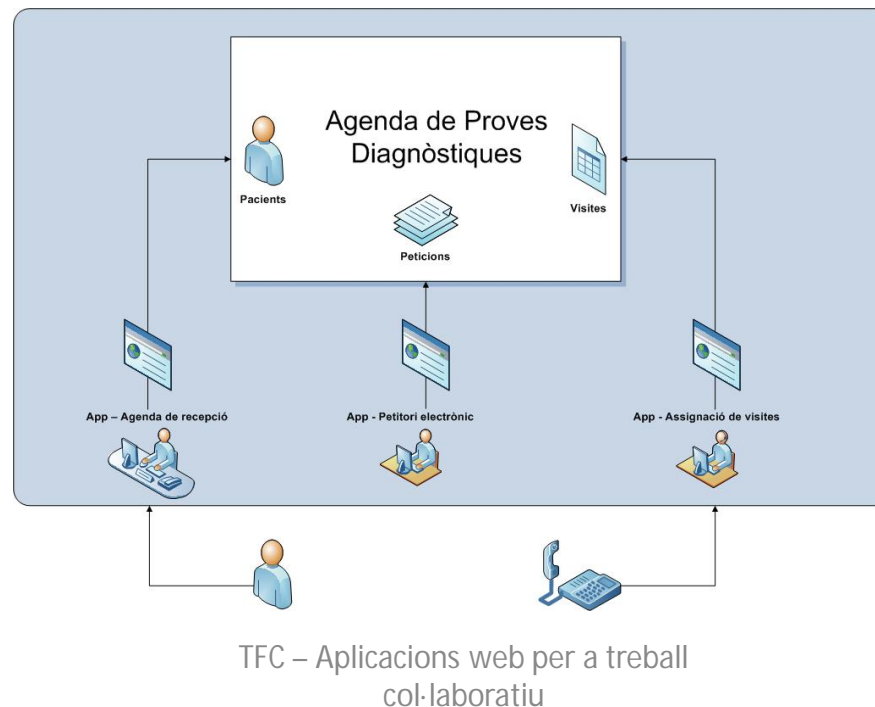 Agenda de Proves
Diagnòstiques
Pacients
Visites
Peticions
App – Agenda de recepció
App - Petitori electrònic
App - Assignació de visites
TFC – Aplicacions web per a treball
col·laboratiu